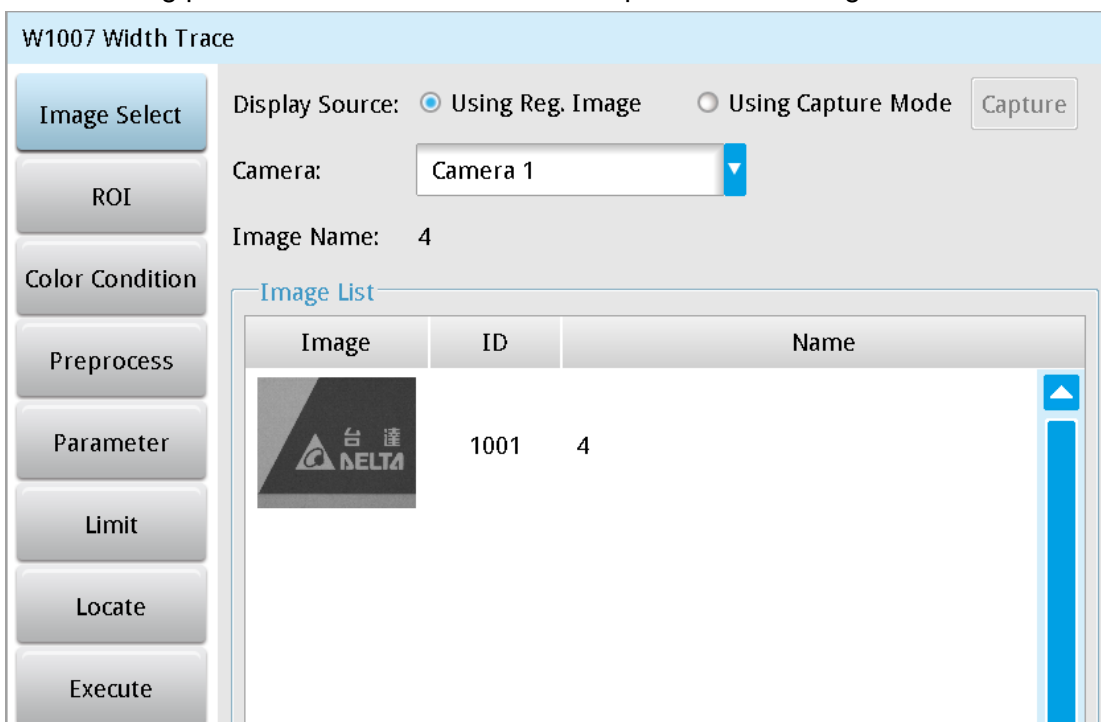 W1007 Width Trace
Image Select
Display Source: Using Reg. Image Using Capture Mode Capture
Camera: Camera 1
ROI
Image Name: 4
Color Condition
Image List
Image ID Name
Preprocess
台達
DELTA
1001 4
Parameter
Limit
Locate
Execute